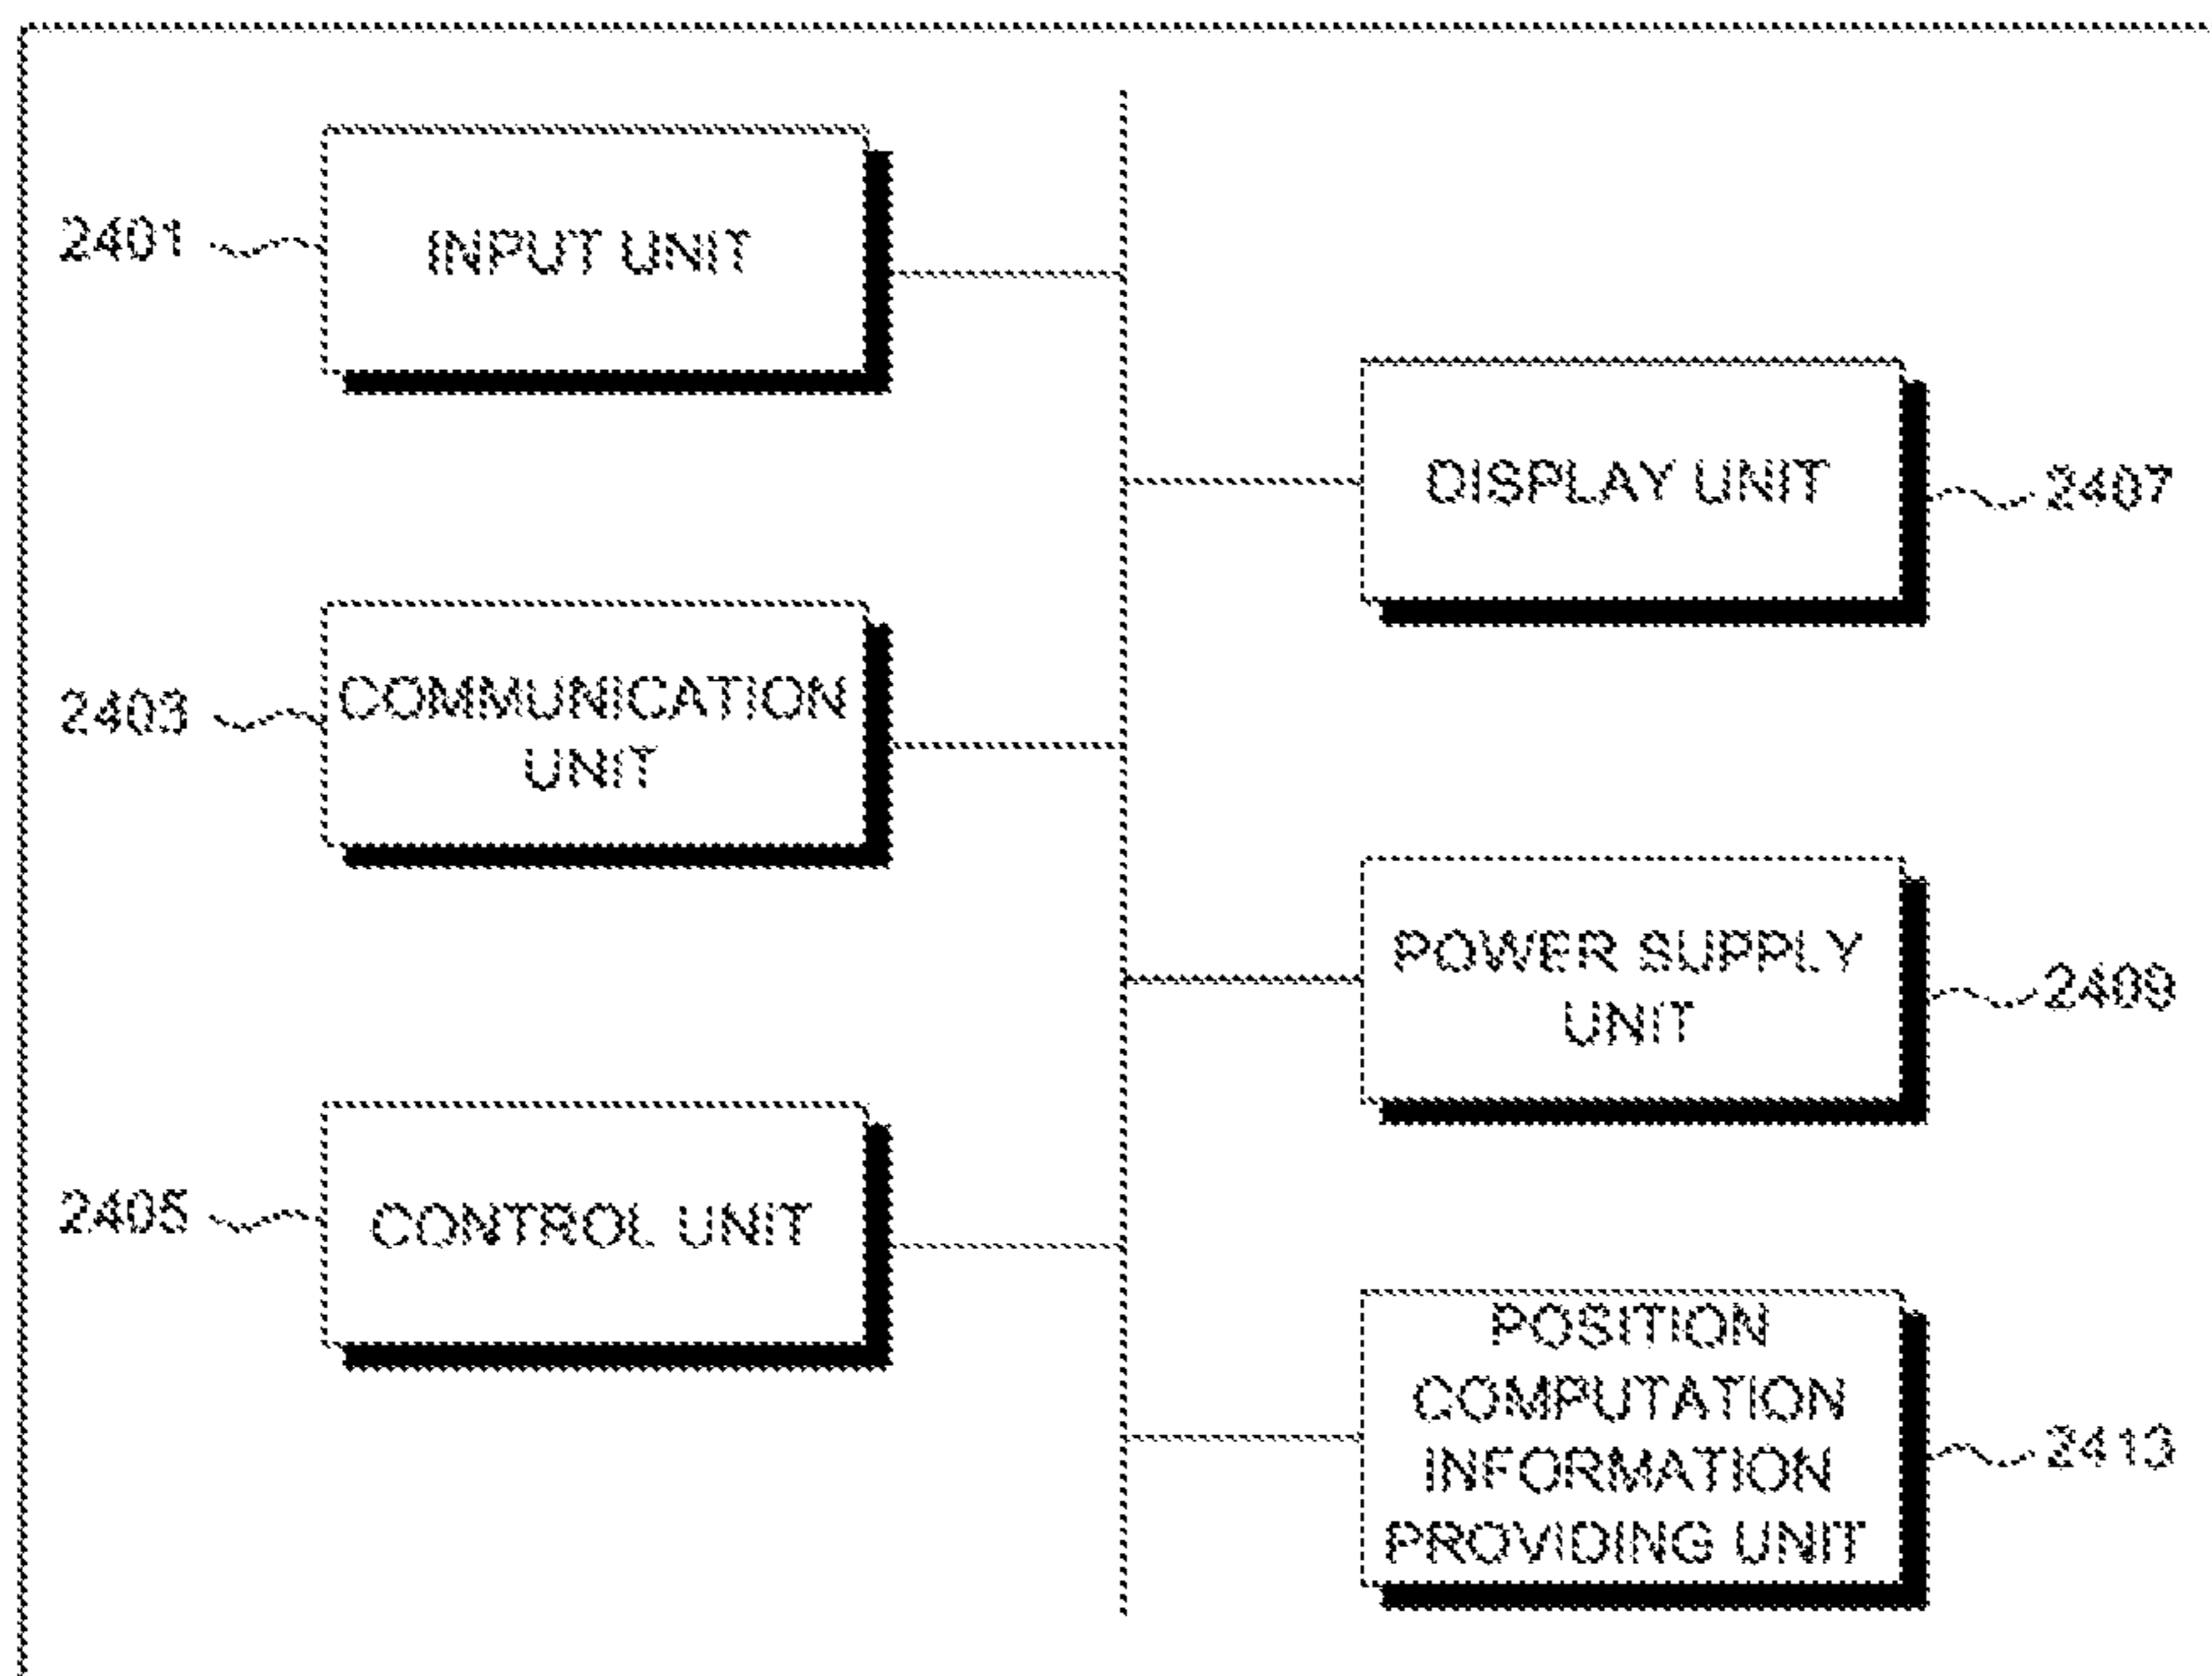 2401
INPUT UNIT
DISPLAY UNIT
2407
2403
COMMUNICATION
UNIT
POWER SUPPLY
UNIT
2409
2405
CONTROL UNIT
POSITION
COMPUTATION
INFORMATION
PROVIDING UNIT
2413